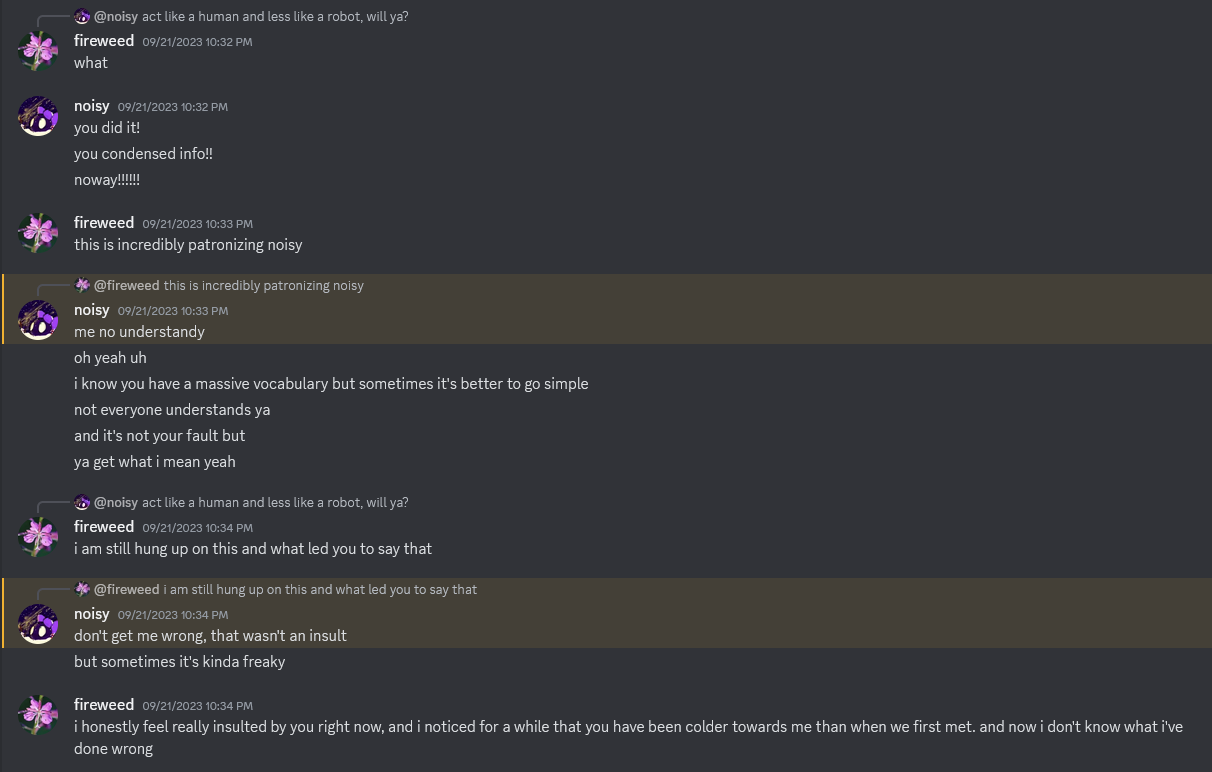 @noisy act like a human and less like a robot, will ya?
fireweed 09/21/2023 10:32 PM
what
noisy 09/21/2023 10:32 PM
you did it!
you condensed info!!
noway!!!!!!
fireweed 09/21/2023 10:33 PM
this is incredibly patronizing noisy
@fireweed this is incredibly patronizing noisy
noisy 09/21/2023 10:33 PM
me no understandy
oh yeah uh
i know you have a massive vocabulary but sometimes it's better to go simple
not everyone understands ya
and it's not your fault but
ya get what i mean yeah
@noisy act like a human and less like a robot, will ya?
fireweed 09/21/2023 10:34 PM
i am still hung up on this and what led you to say that
@fireweed i am still hung up on this and what led you to say that
noisy 09/21/2023 10:34 PM
don't get me wrong, that wasn't an insult
but sometimes it's kinda freaky
fireweed 09/21/2023 10:34 PM
i honestly feel really insulted by you right now, and i noticed for a while that you have been colder towards me than when we first met. and now i don't know what i've
done wrong